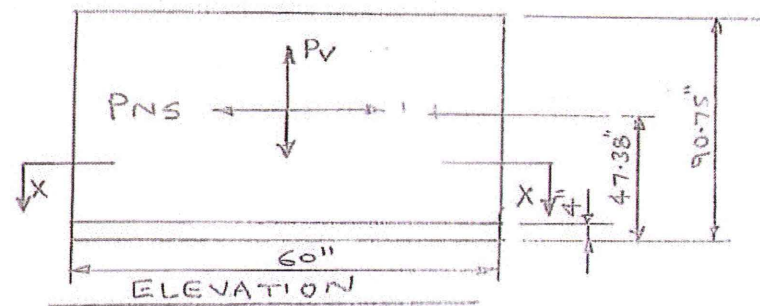 PV
PNS
90.75"
47.38"
X
X
4"
60"
ELEVATION